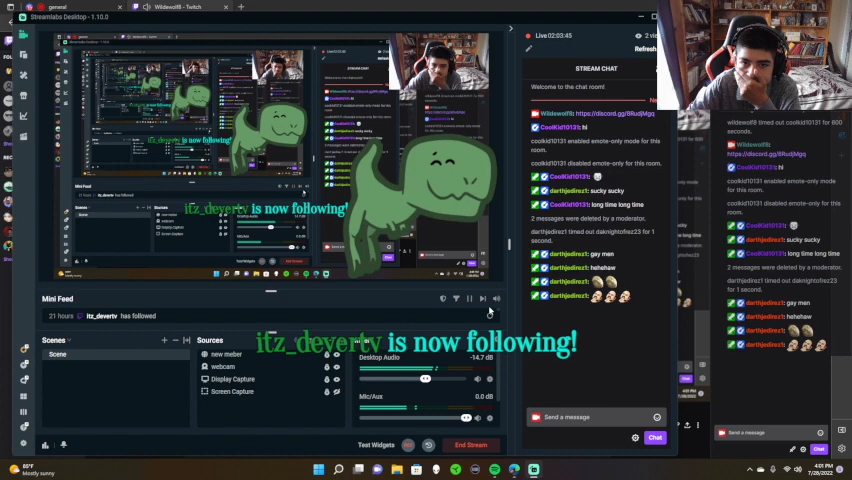 general
Wildewolf8
Streamlabs Desktop - 1.10.0
Live 02:03:45
2 vie
Refresh
STREAM CHAT
Welcome to the chat room!
Wildewolf8: https://discord.gg/8RudjMgq
CoolKid10131: hi
coolkid10131 enabled emote-only mode for this
room.
coolkid10131 disabled emote-only for this room.
CoolKid10131:
darthjedirez1: sucky sucky
CoolKid10131: long time long time
2 messages were deleted by a moderator.
darthjedirez1 timed out daknightofrez23 for 1
second.
darthjedirez1: gay men
darthjedirez1: hehehaw
darthjedirez1:
darthjedirez1:
Send a message
Chat
wildewolf8 timed out coolkid10131 for 600
seconds.
Wildewolf8:
https://discord.gg/8RudjMgq
CoolKid10131: hi
coolkid10131 enabled emote-only mode for
this room.
coolkid10131 disabled emote-only for this
room.
CoolKid10131:
darthjedirez1: sucky sucky
CoolKid10131: long time long time
2 messages were deleted by a moderator.
darthjedirez1 timed out daknightofrez23 for
1 second.
darthjedirez1: gay men
darthjedirez1: hehehaw
darthjedirez1:
darthjedirez1:
Send a message
Chat
itz_devertv is now following!
Mini Feed
21 hours itz_devertv has followed
itz_devertv is now following!
Scenes
Scene
Sources
new meber
webcam
Display Capture
Screen Capture
Desktop Audio -14.7 dB
Mic/Aux 0.0 dB
Test Widgets
REC
End Stream
85°F
Mostly sunny
4:01 PM
7/28/2022